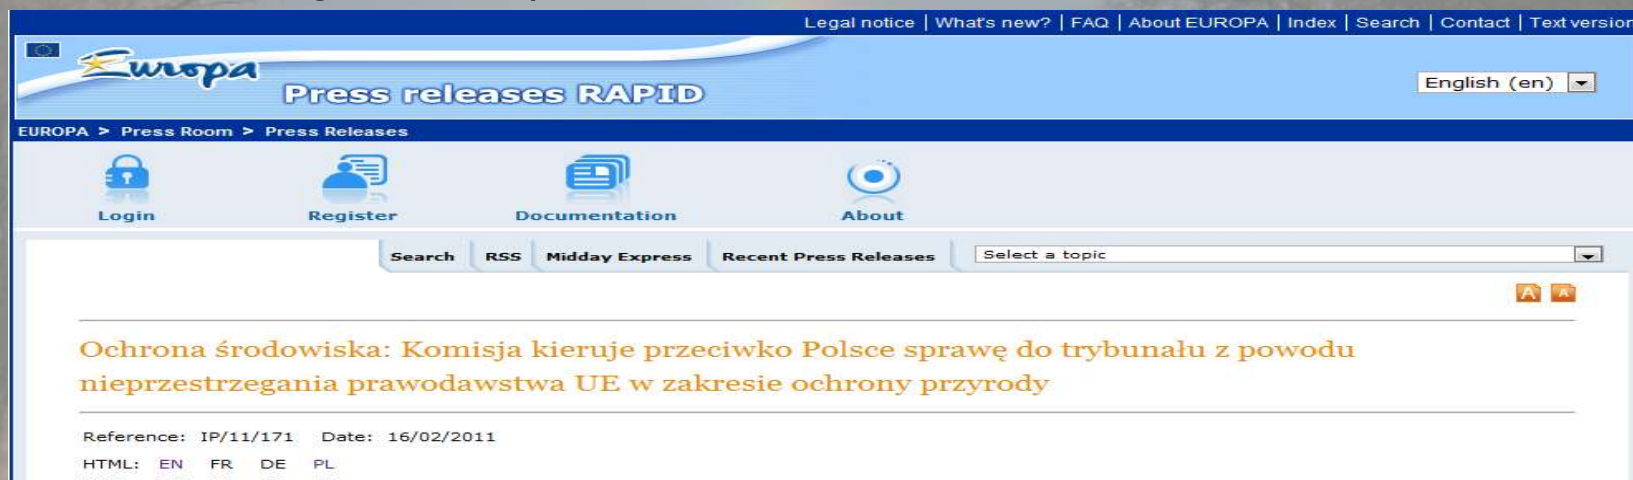 Legal notice | What's new? | FAQ | About EUROPA | Index | Search | Contact | Text version
Europa
Press releases RAPID
English (en)
EUROPA > Press Room > Press Releases
Login Register Documentation About
Search RSS Midday Express Recent Press Releases Select a topic
A A
Ochrona środowiska: Komisja kieruje przeciwko Polsce sprawę do trybunału z powodu
nieprzestrzegania prawodawstwa UE w zakresie ochrony przyrody
Reference: IP/11/171 Date: 16/02/2011
HTML: EN FR DE PL